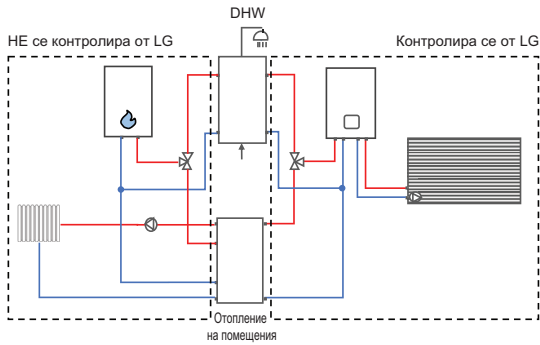 DHW
НЕ се контролира от LG
Контролира се от LG
Отопление
на помещения